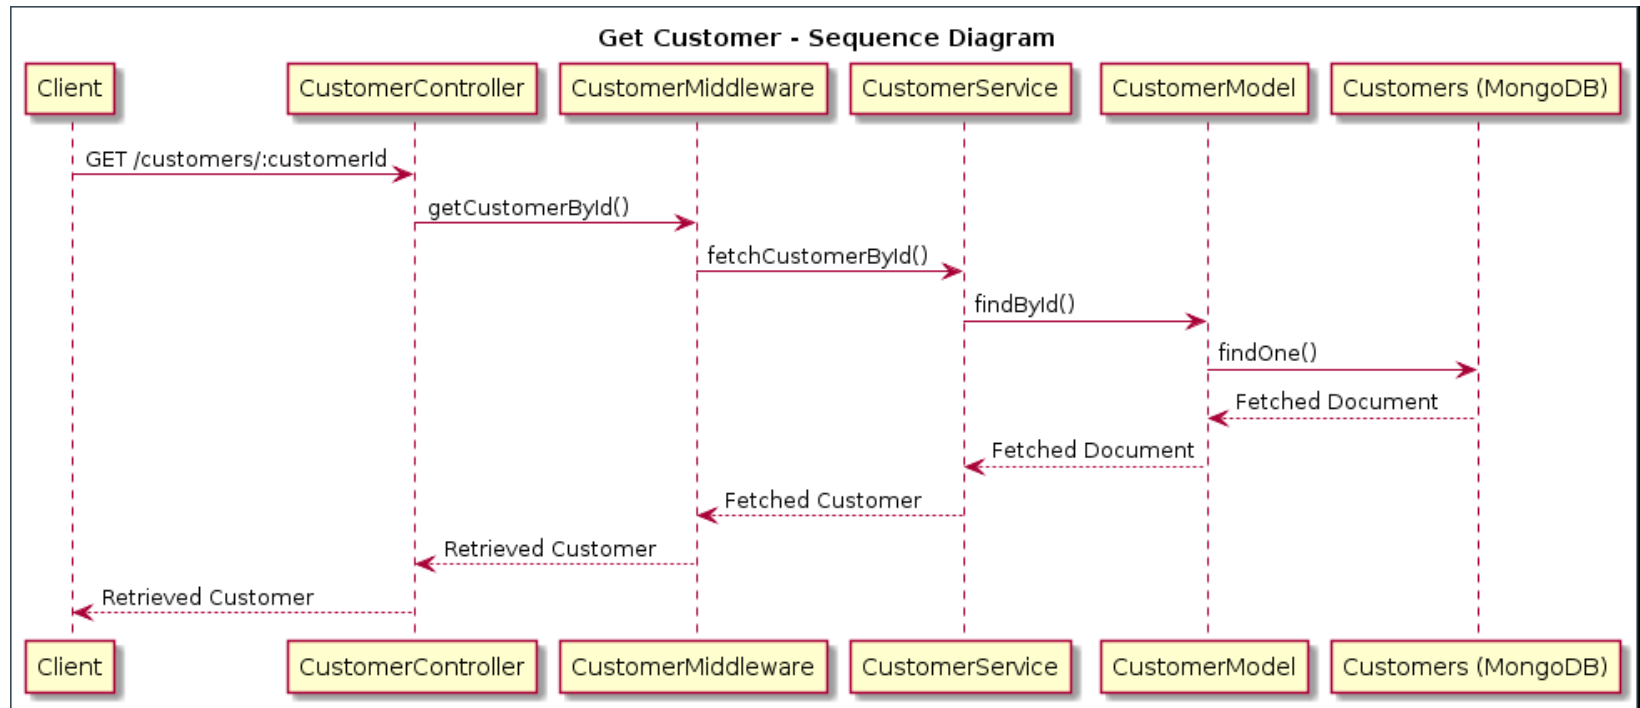 Get Customer - Sequence Diagram
Client CustomerController CustomerMiddleware CustomerService CustomerModel Customers (MongoDB)
GET /customers/:customerId
getCustomerById()
fetchCustomerById()
findById()
findOne()
Fetched Document
Fetched Document
Fetched Customer
Retrieved Customer
Retrieved Customer
Client CustomerController CustomerMiddleware CustomerService CustomerModel Customers (MongoDB)